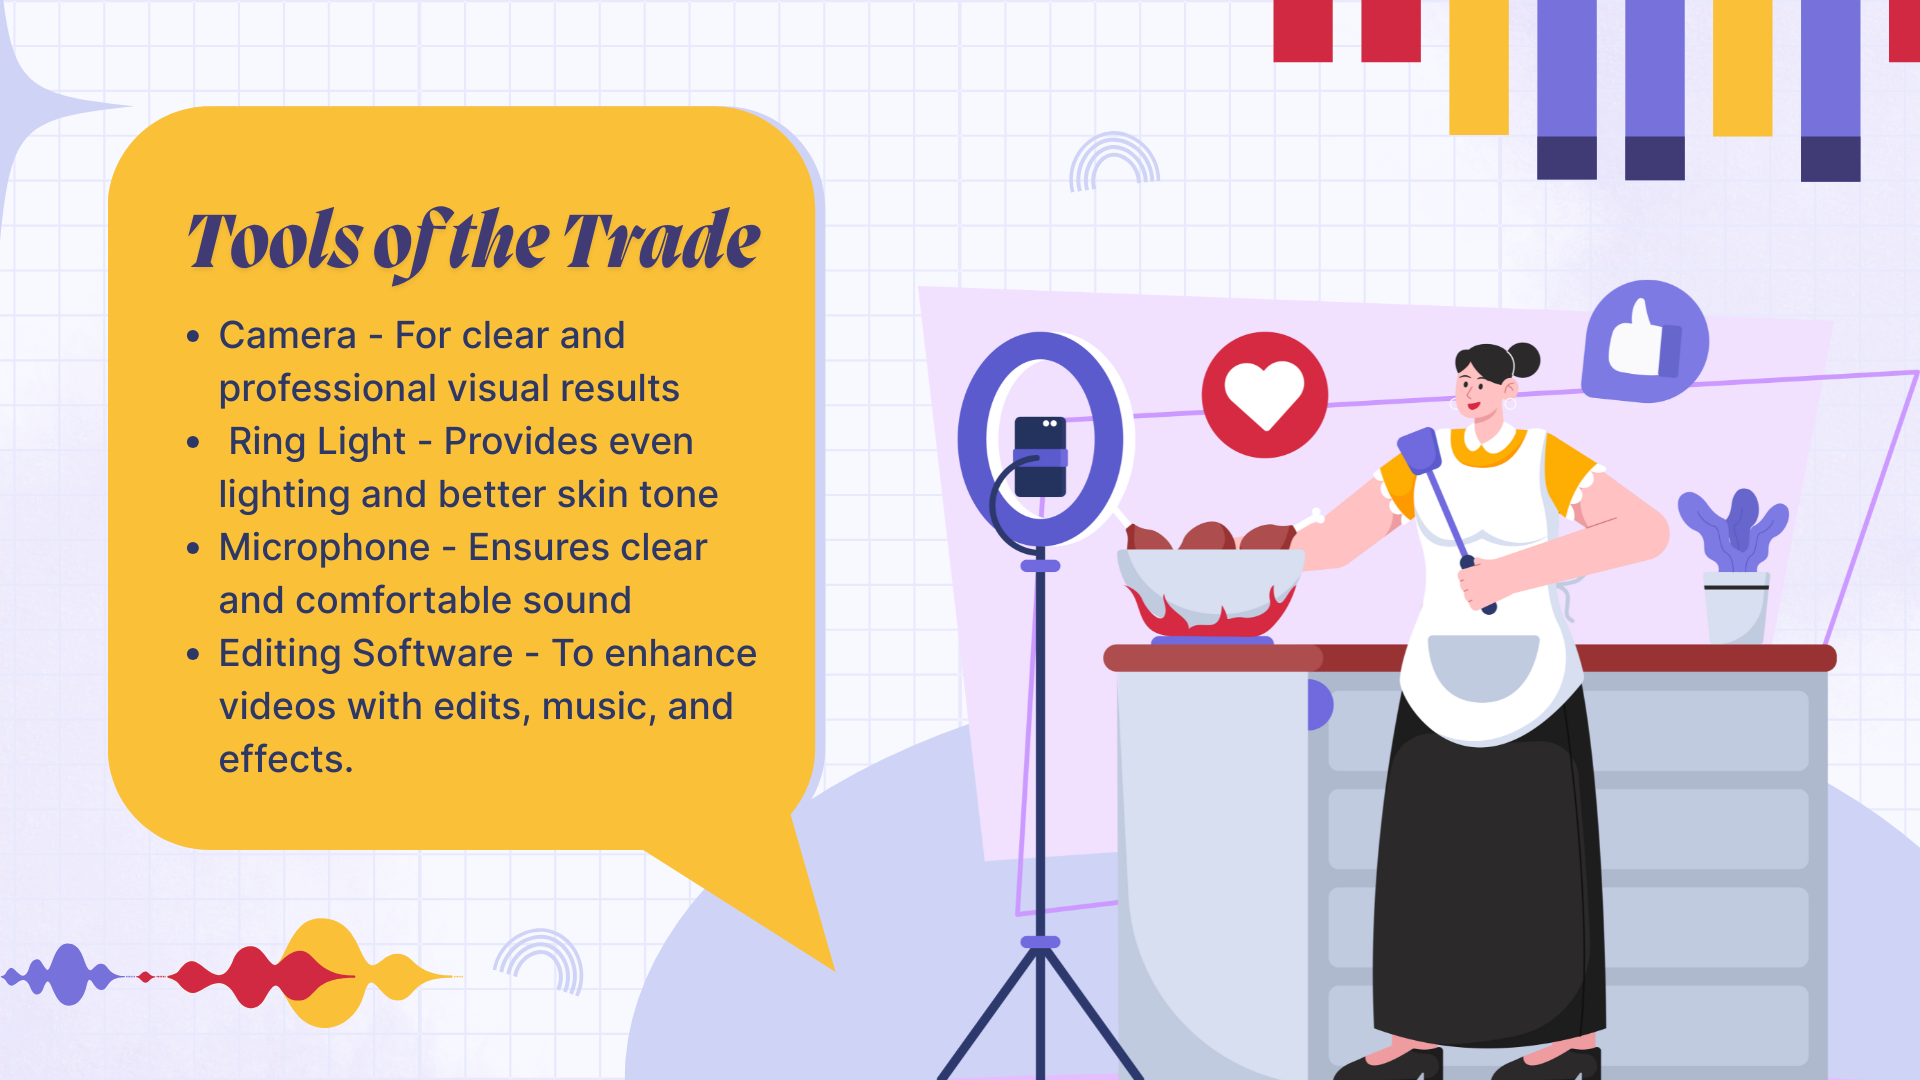 Tools of the Trade
• Camera - For clear and
professional visual results
• Ring Light - Provides even
lighting and better skin tone
• Microphone - Ensures clear
and comfortable sound
• Editing Software - To enhance
videos with edits, music, and
effects.